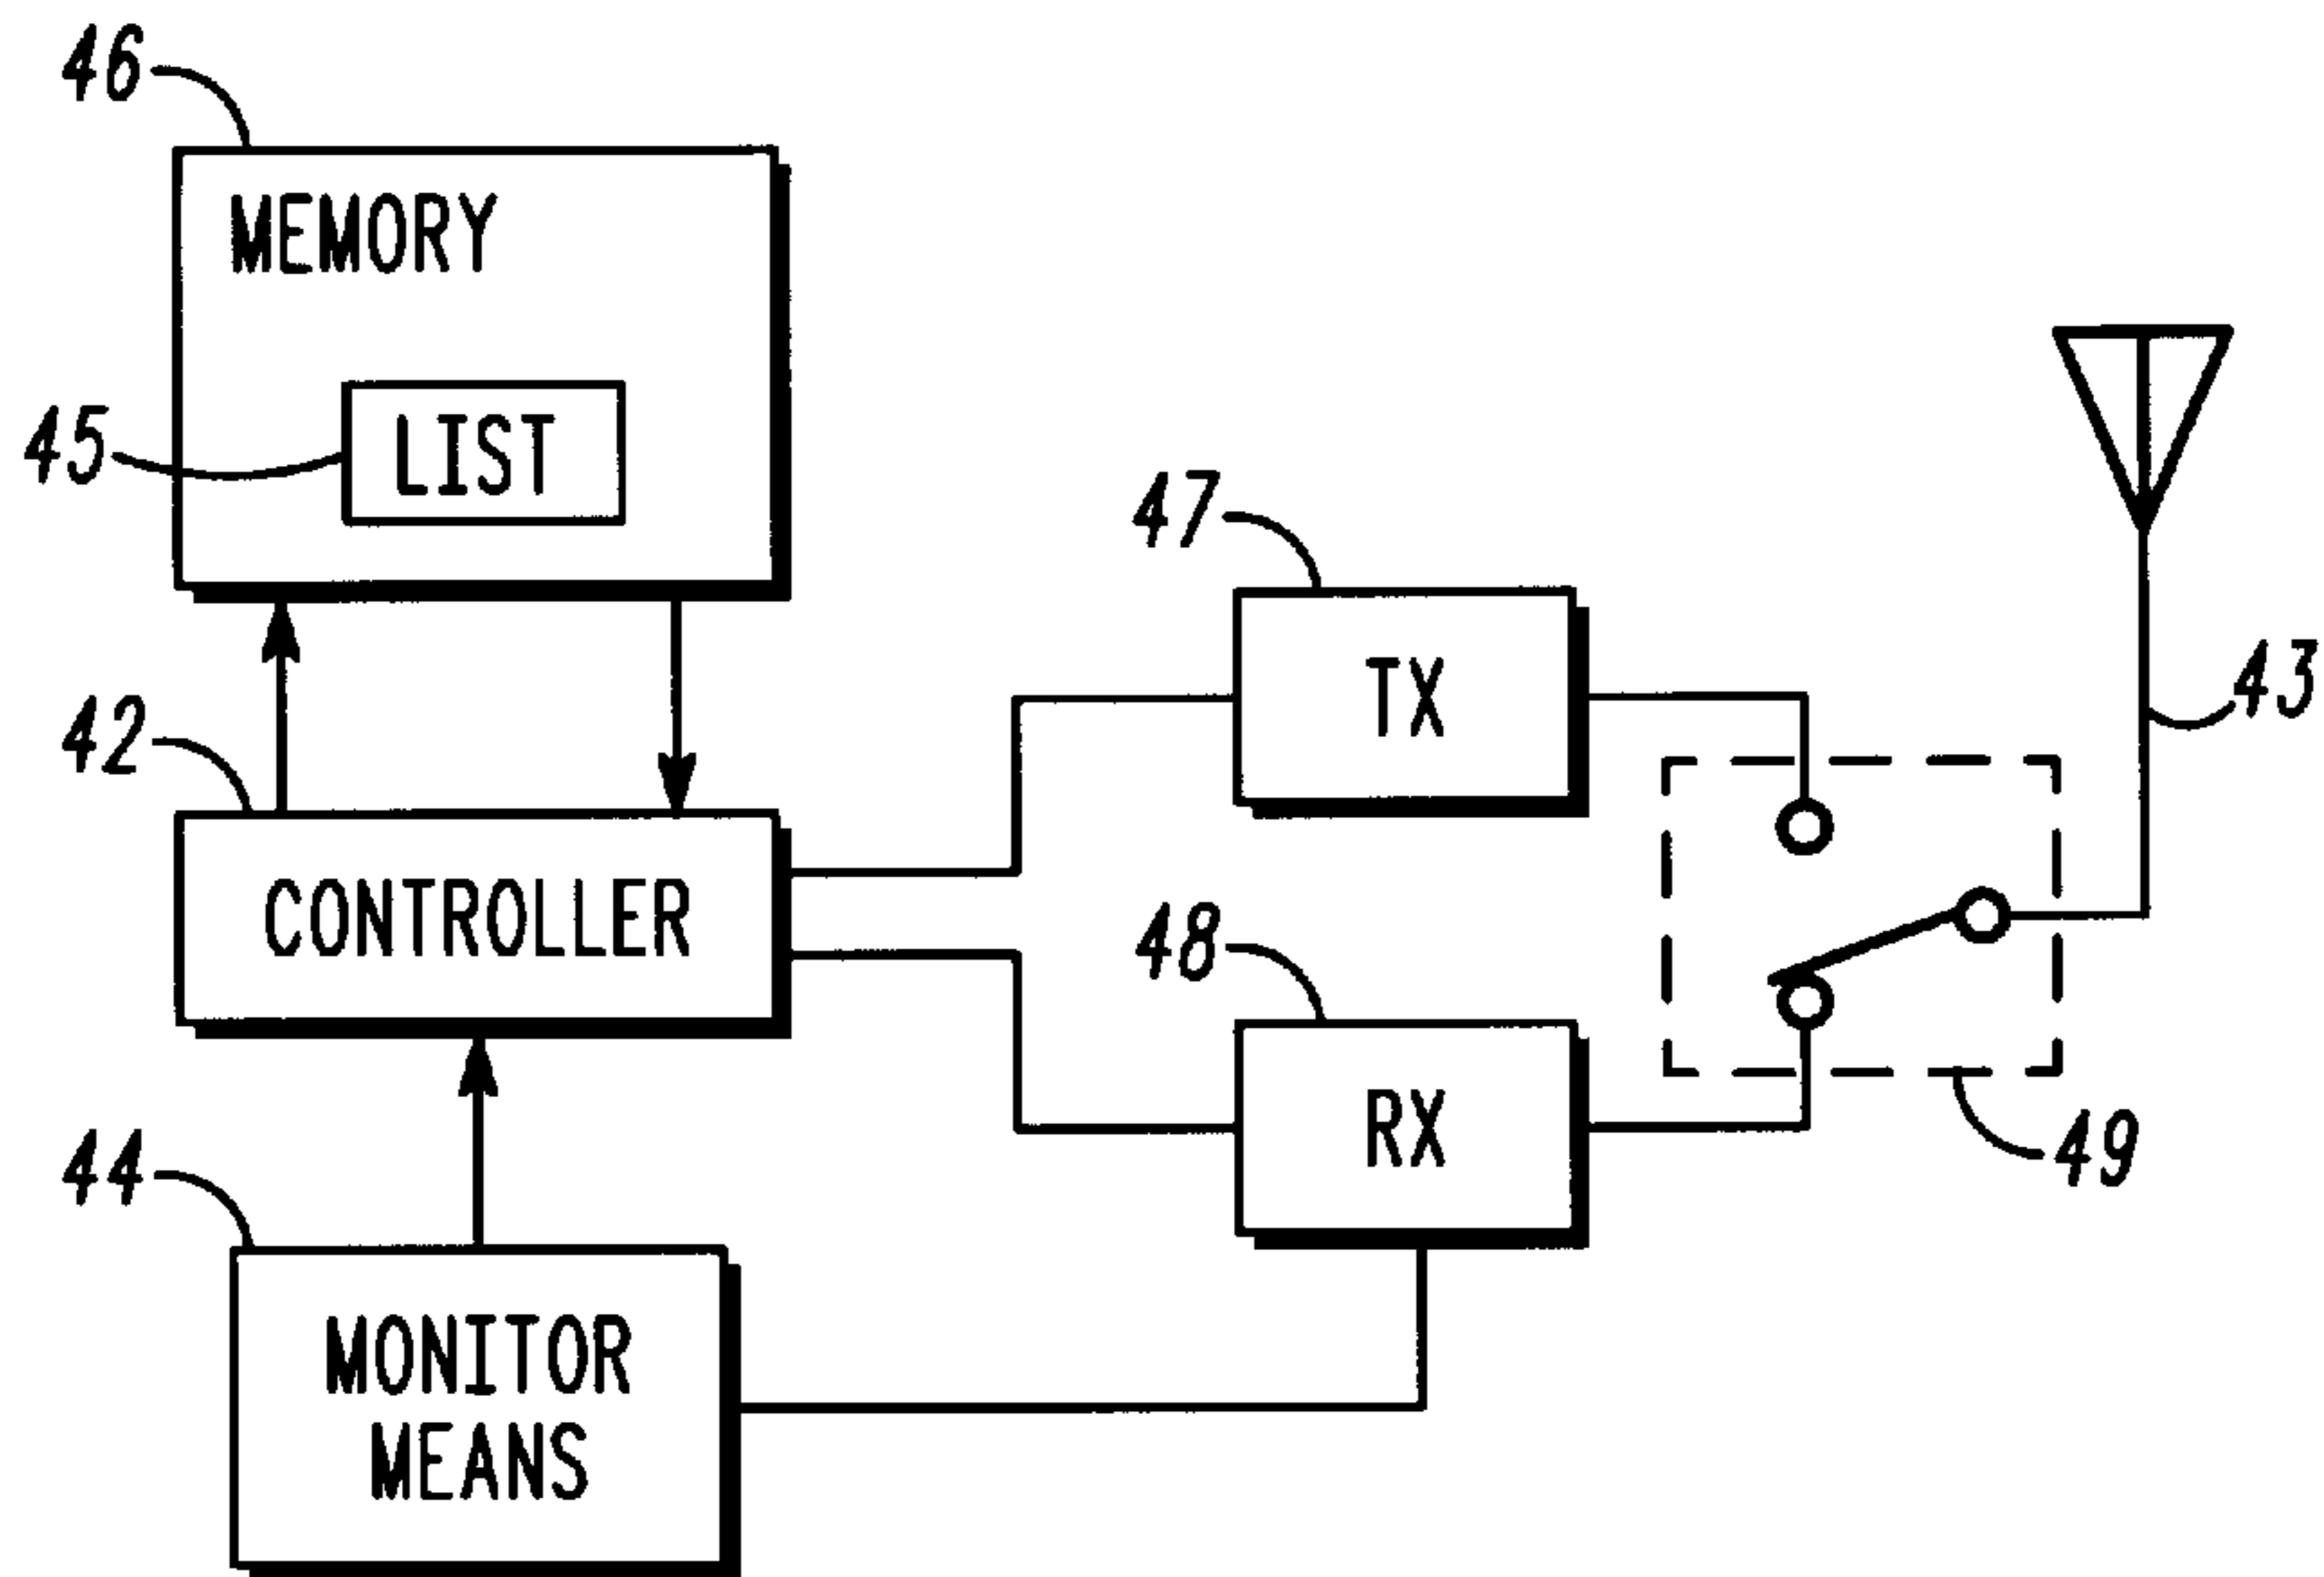 46
MEMORY
45
LIST
47
TX
43
42
CONTROLLER
48
RX
49
44
MONITOR
MEANS